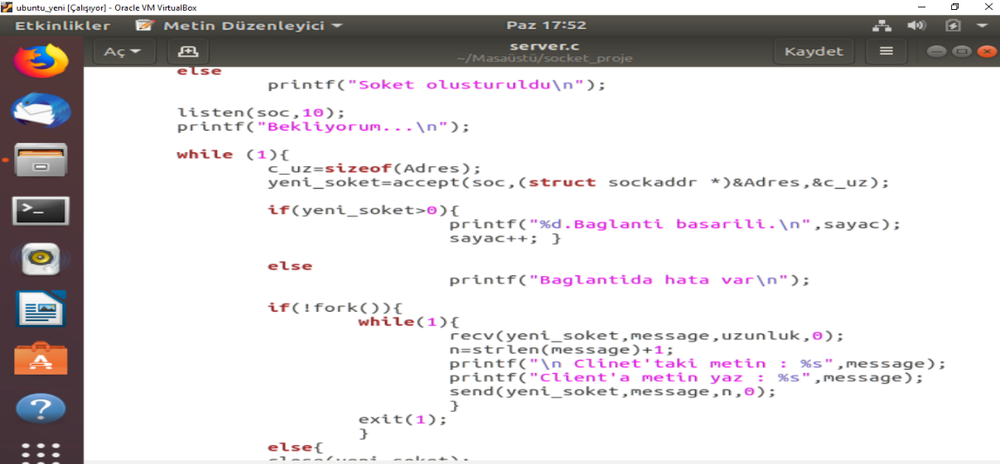 ubuntu_yeni [Çalışıyor] - Oracle VM VirtualBox
Etkinlikler Metin Düzenleyici Paz 17:52
Aç server.c Kaydet
~/Masaüstü/socket_proje
else
printf("Soket olusturuldu\n");
listen(soc,10);
printf("Bekliyorum...\n");
while (1){
c_uz=sizeof(Adres);
yeni_soket=accept(soc,(struct sockaddr *)&Adres,&c_uz);
if(yeni_soket>0){
printf("%d.Baglanti basarili.\n",sayac);
sayac++; }
else
printf("Baglantida hata var\n");
if(!fork()){
while(1){
recv(yeni_soket,message,uzunluk,0);
n=strlen(message)+1;
printf("\n Clinet'taki metin : %s",message);
printf("Client'a metin yaz : %s",message);
send(yeni_soket,message,n,0);
}
exit(1);
}
else{
close(yeni_soket);